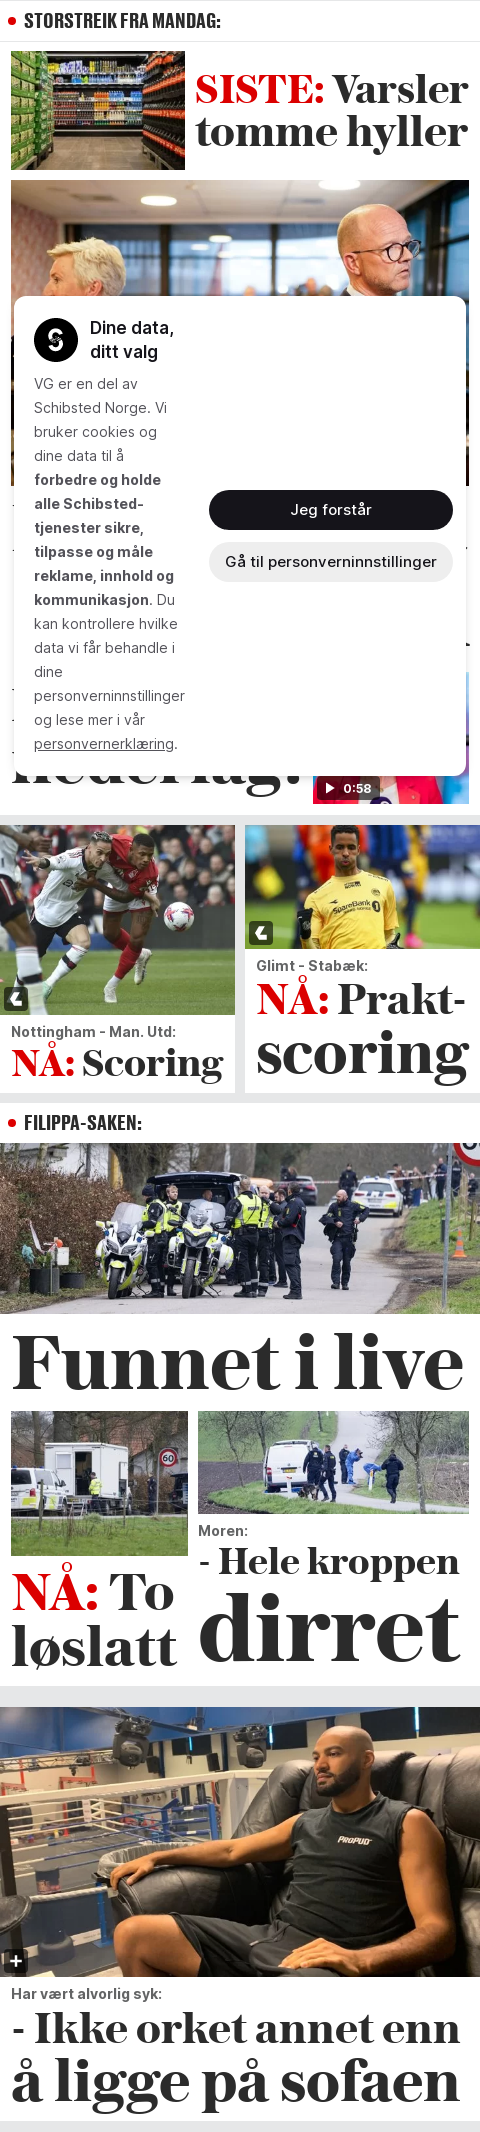 STORSTREIK FRA MANDAG:
SISTE: Varsler
tomme hyller
Dine data,
ditt valg
VG er en del av
Schibsted Norge. Vi
bruker cookies og
dine data til å
forbedre og holde
alle Schibsted-
tjenester sikre,
tilpasse og måle
reklame, innhold og
kommunikasjon. Du
kan kontrollere hvilke
data vi får behandle i
dine
personverninnstillinger
og lese mer i vår
personvernerklæring.
Jeg forstår
Gå til personverninnstillinger
0:58
SpareBank
Nottingham - Man. Utd:
NÅ: Scoring
Glimt - Stabæk:
NÅ: Prakt-
scoring
FILIPPA-SAKEN:
Funnet i live
60
NÅ: To
løslatt
Moren:
- Hele kroppen
dirret
PROPUD
Har vært alvorlig syk:
- Ikke orket annet enn
å ligge på sofaen